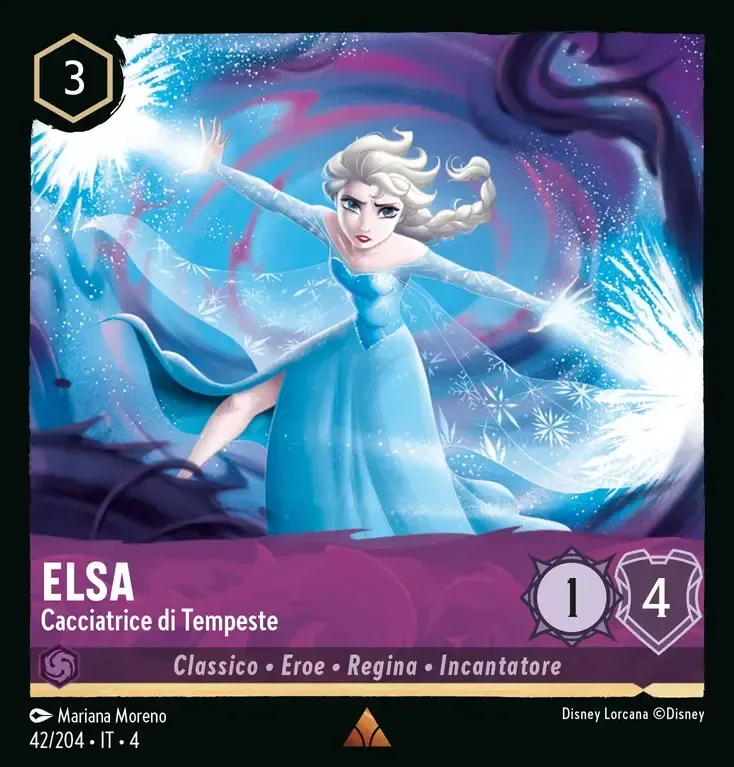 3
ELSA
Cacciatrice di Tempeste
1
4
Classico • Eroe • Regina • Incantatore
Mariana Moreno
Disney Lorcana ©Disney
42/204 • IT • 4